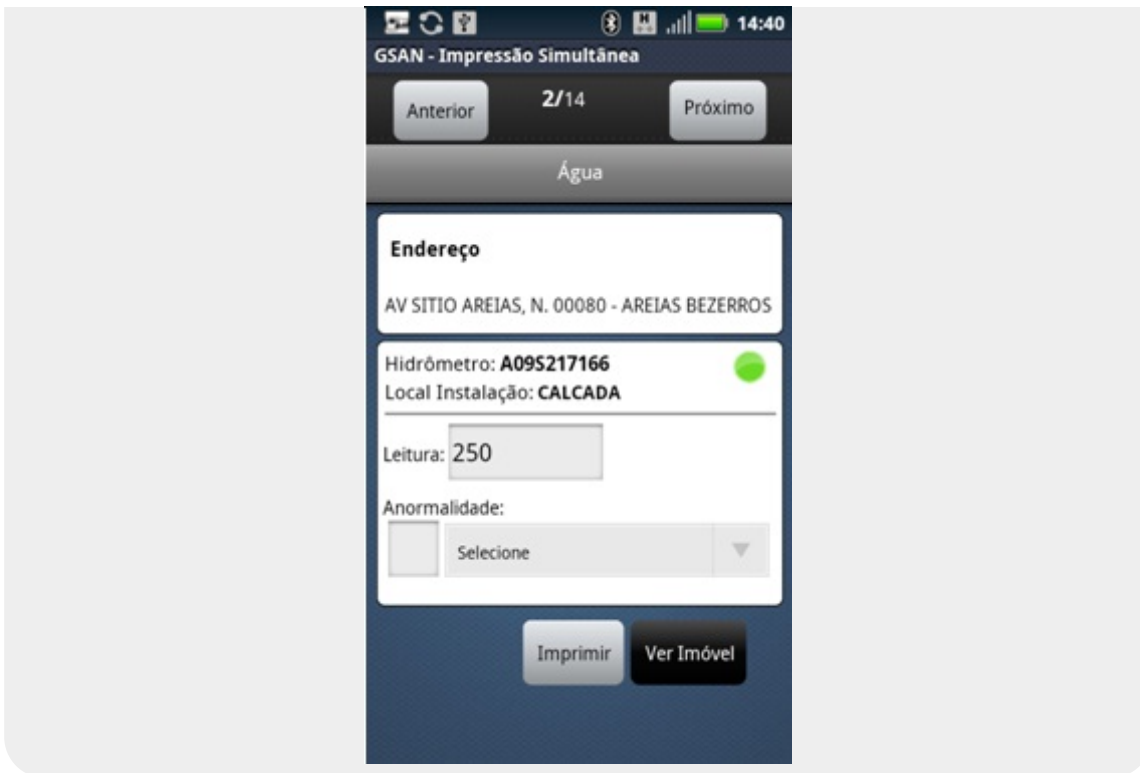 14:40
GSAN - Impressão Simultânea
Anterior
2/14
Próximo
Água
Endereço
AV SITIO AREIAS, N. 00080 - AREIAS BEZERROS
Hidrômetro: A09S217166
Local Instalação: CALCADA
Leitura: 250
Anormalidade:
Selecione
Imprimir
Ver Imóvel